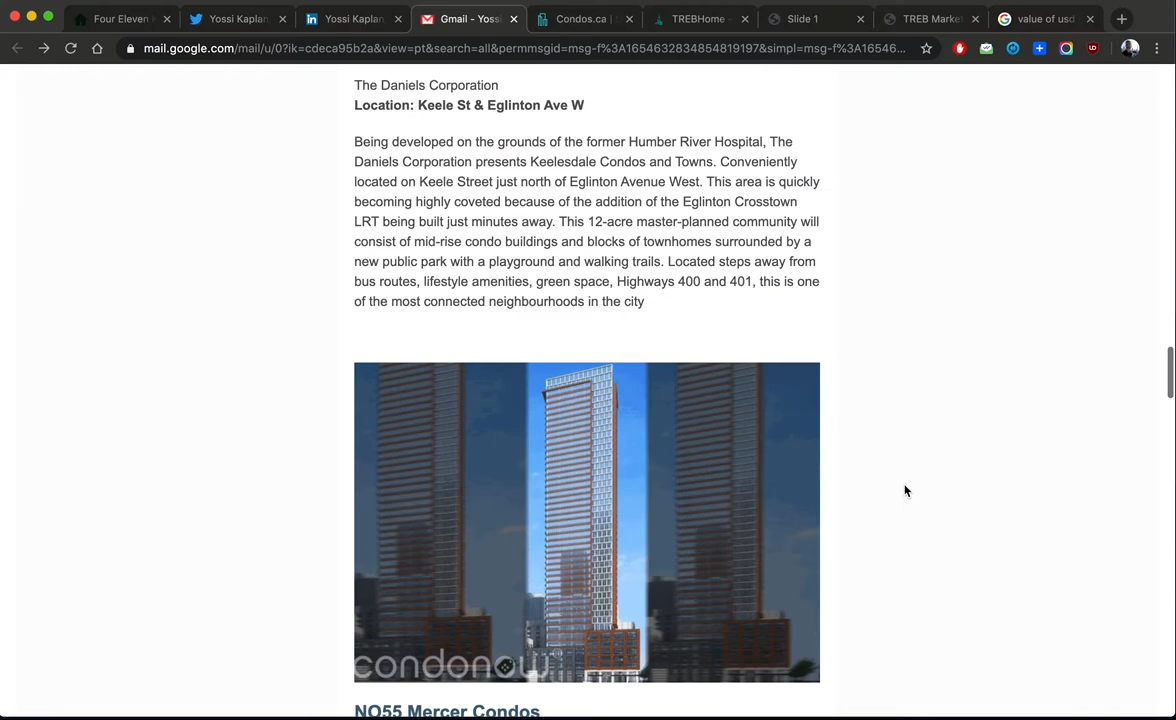 Four Eleven
Yossi Kaplan
Yossi Kaplan
Gmail - Yoss
Condos.ca |
TREBHome -
Slide 1
TREB Market
value of usd
mail.google.com/mail/u/0?ik=cdeca95b2a&view=pt&search=all&permmsgid=msg-f%3A1654632834854819197&simpl=msg-f%3A16546...
The Daniels Corporation
Location: Keele St & Eglinton Ave W
Being developed on the grounds of the former Humber River Hospital, The
Daniels Corporation presents Keelesdale Condos and Towns. Conveniently
located on Keele Street just north of Eglinton Avenue West. This area is quickly
becoming highly coveted because of the addition of the Eglinton Crosstown
LRT being built just minutes away. This 12-acre master-planned community will
consist of mid-rise condo buildings and blocks of townhomes surrounded by a
new public park with a playground and walking trails. Located steps away from
bus routes, lifestyle amenities, green space, Highways 400 and 401, this is one
of the most connected neighbourhoods in the city
condonow
NO55 Mercer Condos